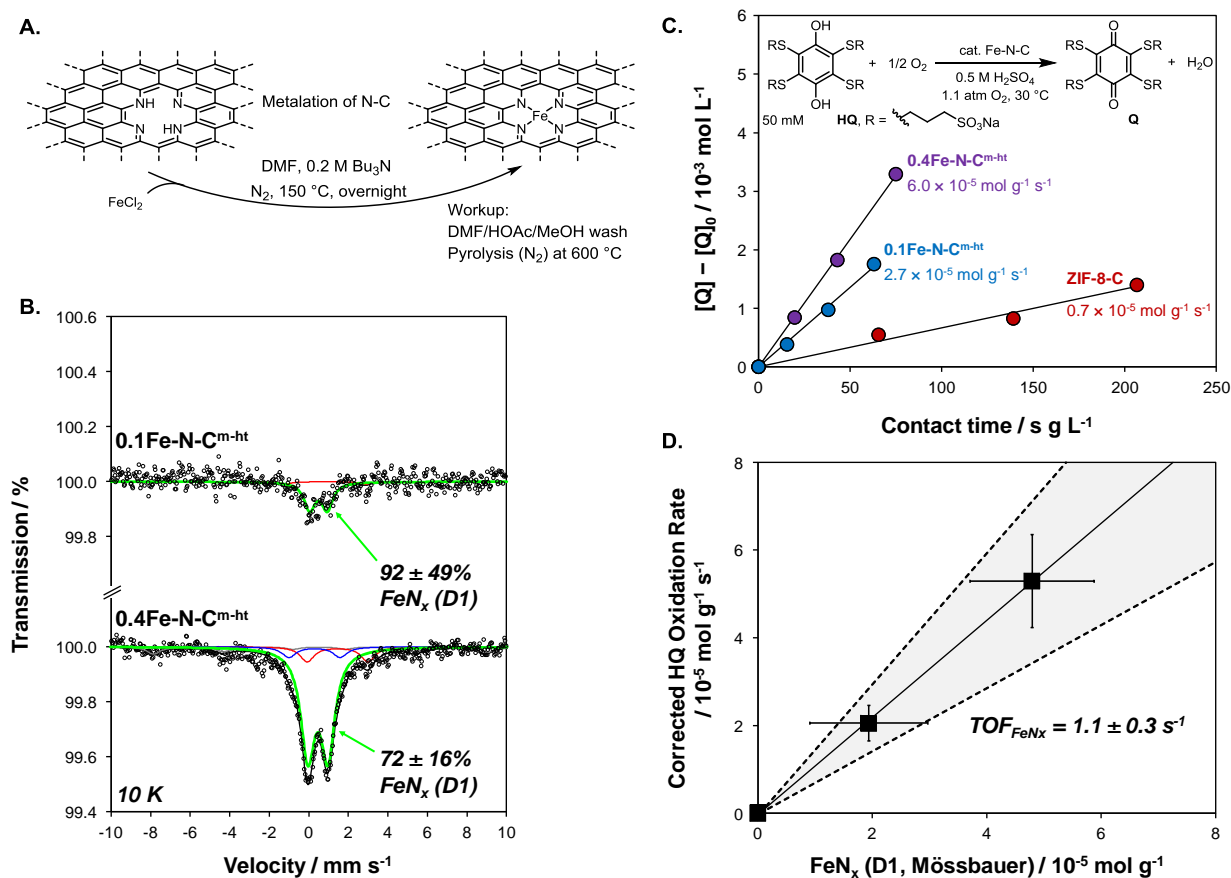 A.
NH
N
N
HN
Metalation of N-C
N
N
Fe
N
N
DMF, 0.2 M Bu₃N
N₂, 150 °C, overnight
FeCl₂
Workup:
DMF/HOAc/MeOH wash
Pyrolysis (N₂) at 600 °C
B.
Transmission / %
100.6
100.4
100.2
100.0
99.8
100.0
99.8
99.6
99.4
0.1Fe-N-Cᵐ⁻ʰᵗ
92 ± 49%
FeNₓ (D1)
0.4Fe-N-Cᵐ⁻ʰᵗ
72 ± 16%
FeNₓ (D1)
10 K
-10 -8 -6 -4 -2 0 2 4 6 8 10
Velocity / mm s⁻¹
C.
[Q] − [Q]₀ / 10⁻³ mol L⁻¹
6
5
4
3
2
1
0
OH
RS
SR
RS
SR
OH
+ 1/2 O₂
cat. Fe-N-C
0.5 M H₂SO₄
1.1 atm O₂, 30 °C
O
RS
SR
RS
SR
O
+ H₂O
50 mM
HQ, R =
SO₃Na
Q
0.4Fe-N-Cᵐ⁻ʰᵗ
6.0 × 10⁻⁵ mol g⁻¹ s⁻¹
0.1Fe-N-Cᵐ⁻ʰᵗ
2.7 × 10⁻⁵ mol g⁻¹ s⁻¹
ZIF-8-C
0.7 × 10⁻⁵ mol g⁻¹ s⁻¹
0 50 100 150 200 250
Contact time / s g L⁻¹
D.
Corrected HQ Oxidation Rate
/ 10⁻⁵ mol g⁻¹ s⁻¹
8
6
4
2
0
TOF_FeNx = 1.1 ± 0.3 s⁻¹
0 2 4 6 8
FeNₓ (D1, Mössbauer) / 10⁻⁵ mol g⁻¹